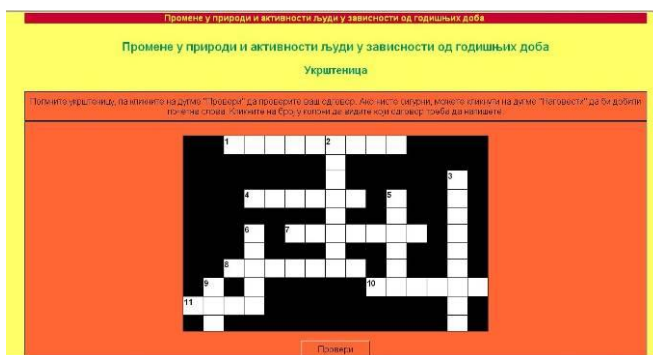 Промене у природи и активности људи у зависности од годишњих доба
Промене у природи и активности људи у зависности од годишњих доба
Укрштеница
Попуните укрштеницу, па кликните на дугме "Провери" да проверите ваш одговор. Ако нисте сигурни, можете кликнути на дугме "Наговести" да би добили
почетна слова. Кликните на број у колони да видите који одговор треба да напишете.
1 2
3
4 5
6 7
8
9 10
11
Провери